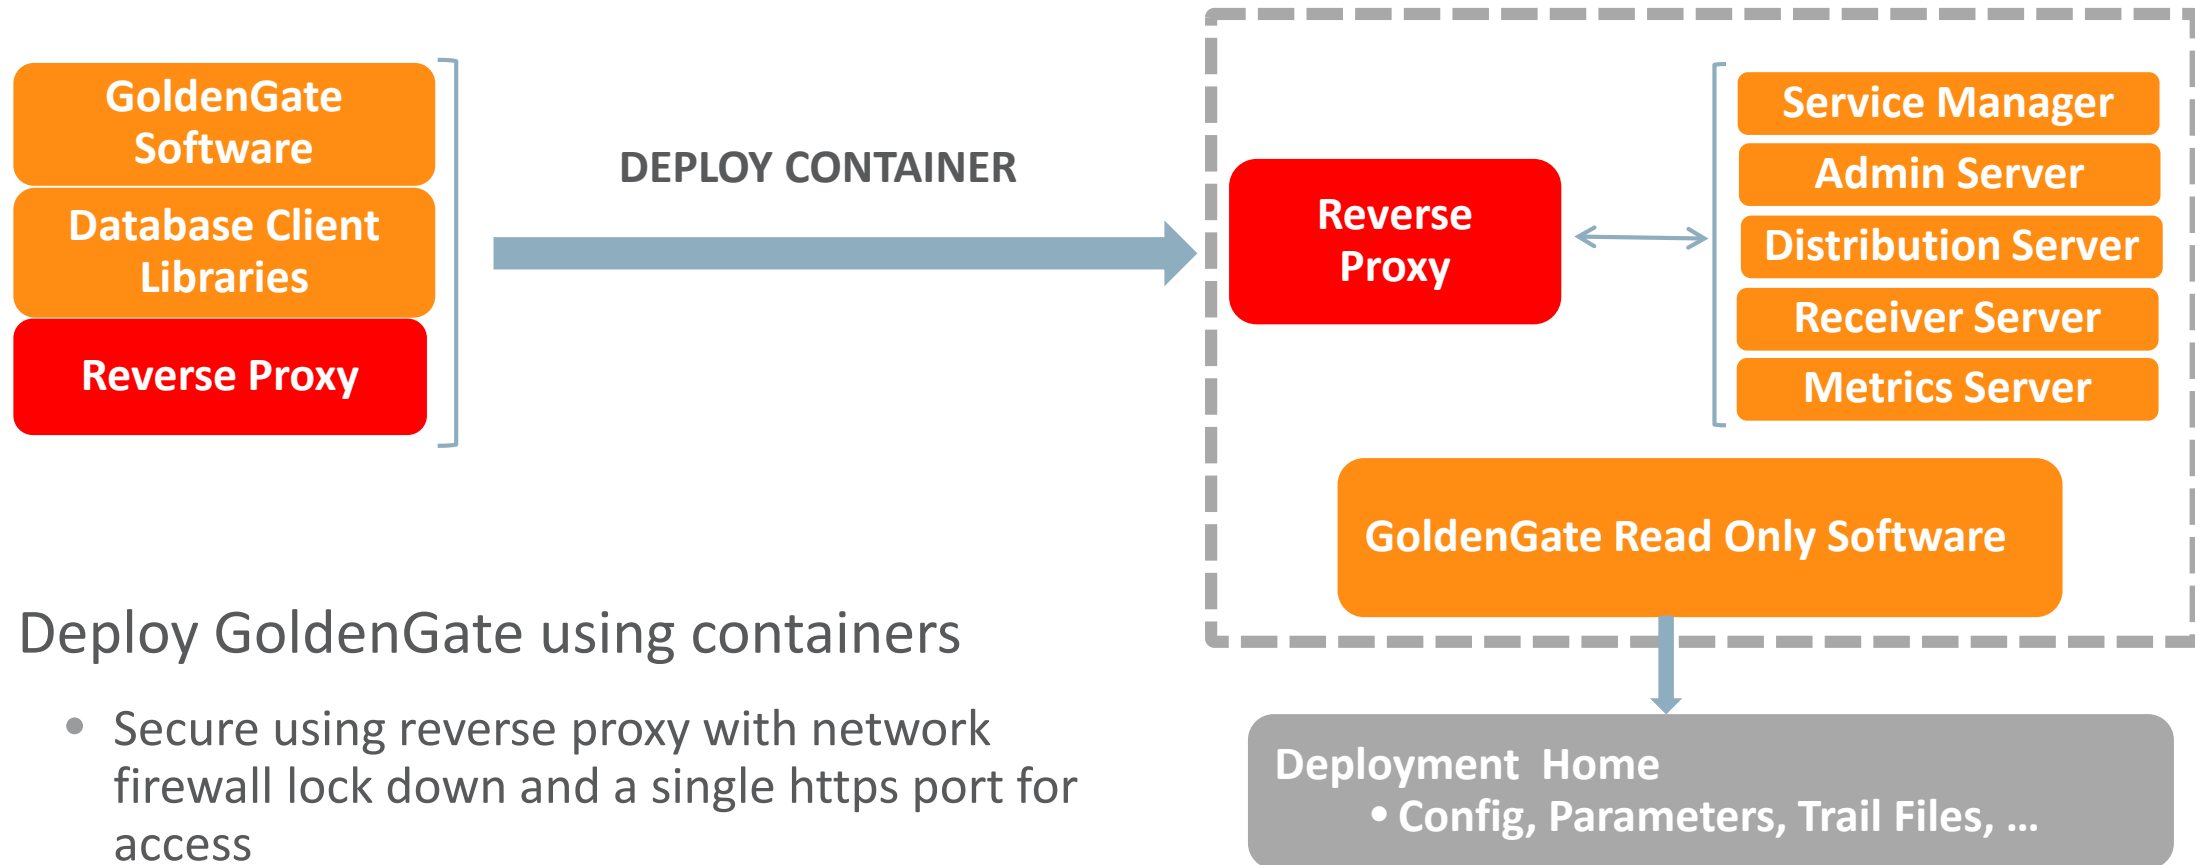 GoldenGate
Software
Database Client
Libraries
Reverse Proxy
DEPLOY CONTAINER
Reverse
Proxy
Service Manager
Admin Server
Distribution Server
Receiver Server
Metrics Server
GoldenGate Read Only Software
Deployment Home
• Config, Parameters, Trail Files, ...
Deploy GoldenGate using containers
• Secure using reverse proxy with network
firewall lock down and a single https port for
access